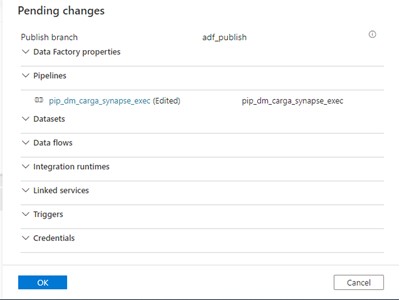 Pending changes
Publish branch adf_publish
Data Factory properties
Pipelines
pip_dm_carga_synapse_exec (Edited) pip_dm_carga_synapse_exec
Datasets
Data flows
Integration runtimes
Linked services
Triggers
Credentials
OK Cancel